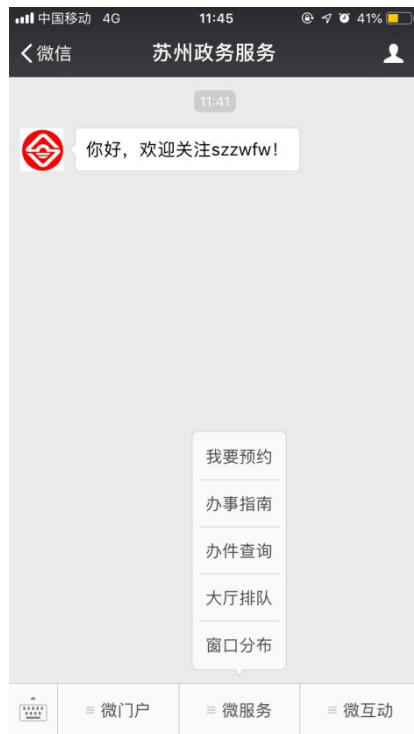 中国移动 4G 11:45 41%
微信 苏州政务服务
11:41
你好，欢迎关注szzwfw!
我要预约
办事指南
办件查询
大厅排队
窗口分布
微门户 微服务 微互动